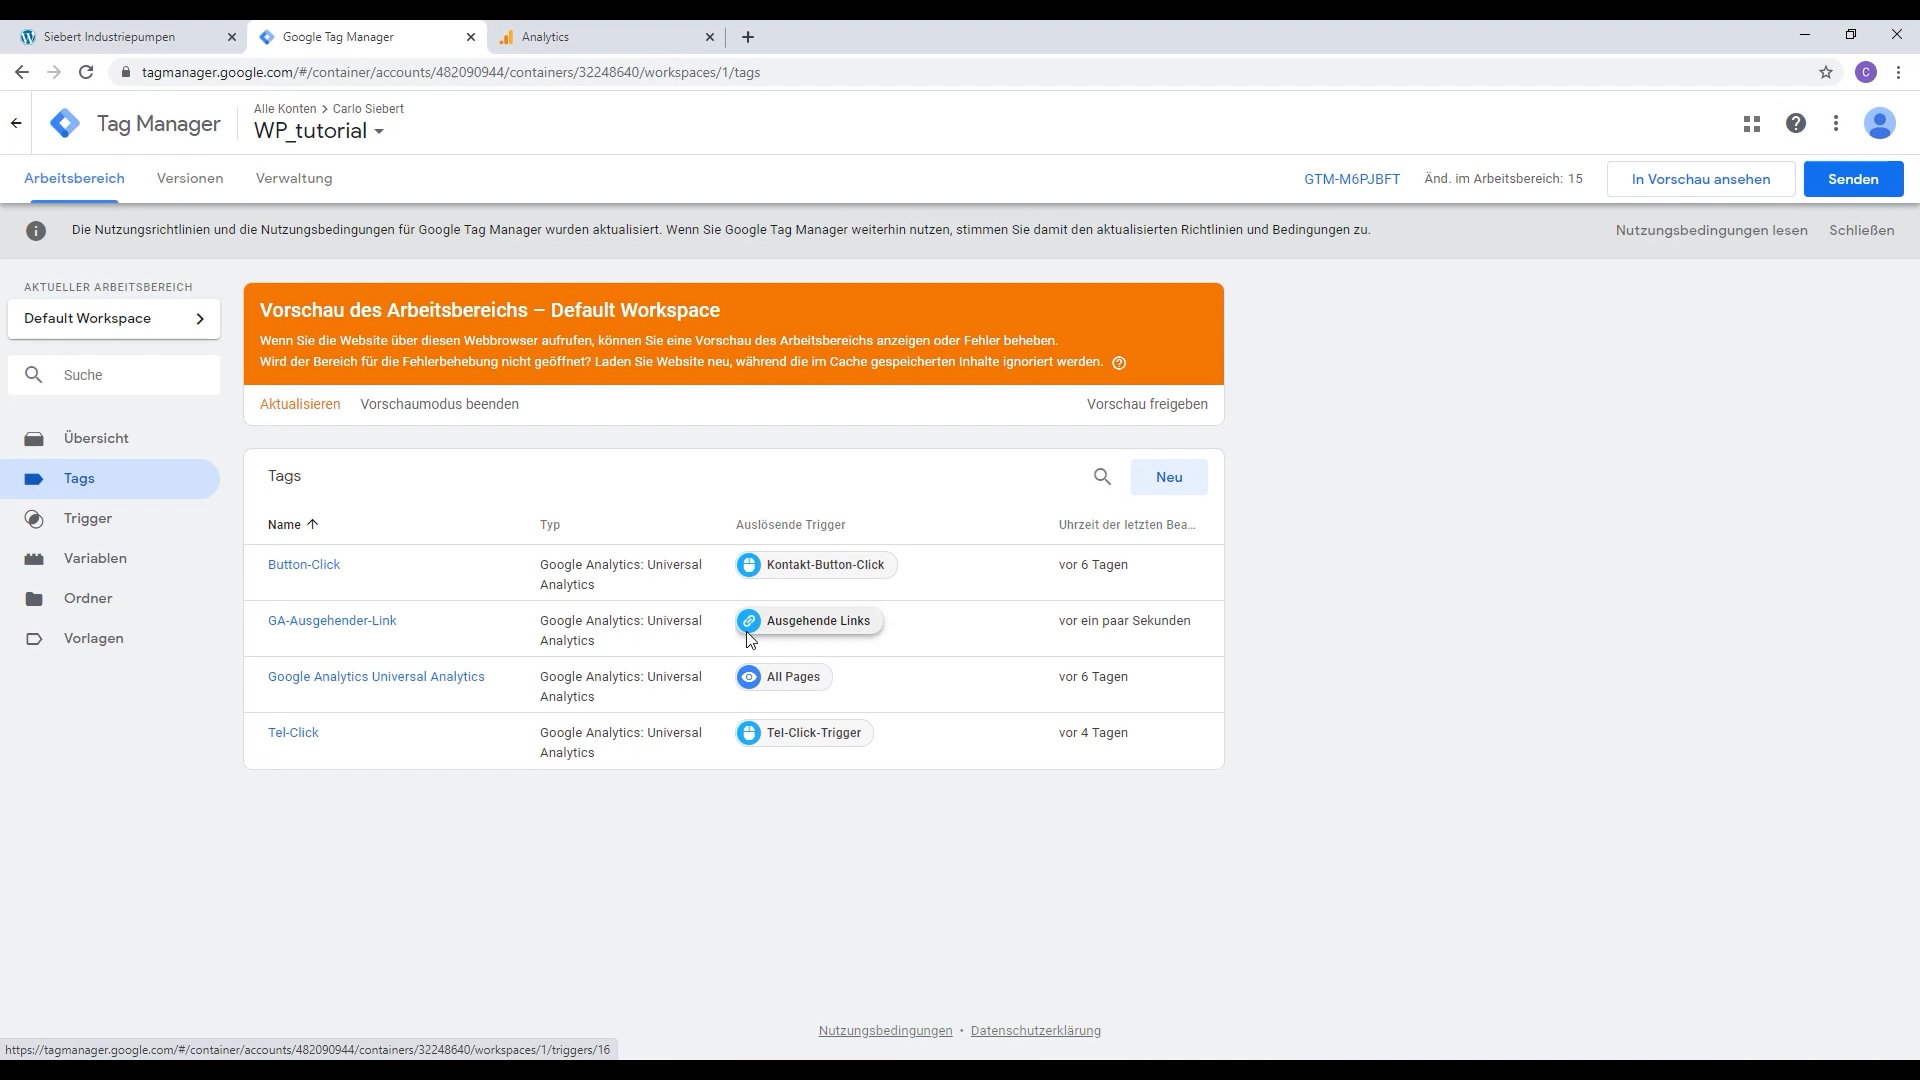 Siebert Industriepumpen
Google Tag Manager
Analytics
tagmanager.google.com/#/container/accounts/482090944/containers/32248640/workspaces/1/tags
C
Tag Manager
Alle Konten > Carlo Siebert
WP_tutorial
Arbeitsbereich
Versionen
Verwaltung
GTM-M6PJBFT
Änd. im Arbeitsbereich: 15
In Vorschau ansehen
Senden
Die Nutzungsrichtlinien und die Nutzungsbedingungen für Google Tag Manager wurden aktualisiert. Wenn Sie Google Tag Manager weiterhin nutzen, stimmen Sie damit den aktualisierten Richtlinien und Bedingungen zu.
Nutzungsbedingungen lesen
Schließen
AKTUELLER ARBEITSBEREICH
Default Workspace
Suche
Übersicht
Tags
Trigger
Variablen
Ordner
Vorlagen
Vorschau des Arbeitsbereichs – Default Workspace
Wenn Sie die Website über diesen Webbrowser aufrufen, können Sie eine Vorschau des Arbeitsbereichs anzeigen oder Fehler beheben.
Wird der Bereich für die Fehlerbehebung nicht geöffnet? Laden Sie Website neu, während die im Cache gespeicherten Inhalte ignoriert werden.
Aktualisieren
Vorschaumodus beenden
Vorschau freigeben
Tags
Neu
Name
Typ
Auslösende Trigger
Uhrzeit der letzten Bea...
Button-Click
Google Analytics: Universal
Analytics
Kontakt-Button-Click
vor 6 Tagen
GA-Ausgehender-Link
Google Analytics: Universal
Analytics
Ausgehende Links
vor ein paar Sekunden
Google Analytics Universal Analytics
Google Analytics: Universal
Analytics
All Pages
vor 6 Tagen
Tel-Click
Google Analytics: Universal
Analytics
Tel-Click-Trigger
vor 4 Tagen
Nutzungsbedingungen • Datenschutzerklärung
https://tagmanager.google.com/#/container/accounts/482090944/containers/32248640/workspaces/1/triggers/16